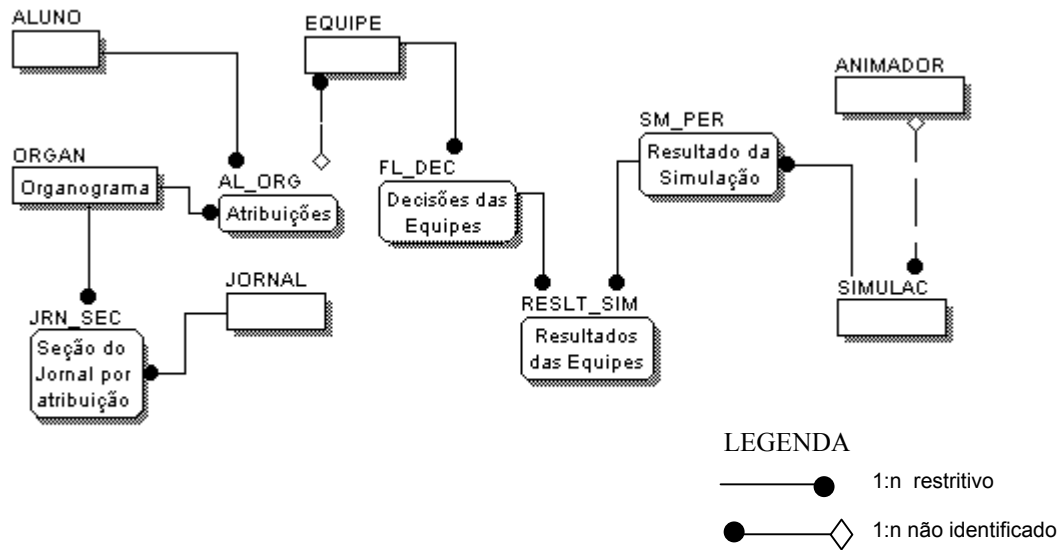 ALUNO
EQUIPE
ANIMADOR
SM_PER
Resultado da
Simulação
ORGAN
Organograma
AL_ORG
Atribuições
FL_DEC
Decisões das
Equipes
JORNAL
SIMULAC
RESLT_SIM
Resultados
das Equipes
JRN_SEC
Seção do
Jornal por
atribuição
LEGENDA
1:n restritivo
1:n não identificado